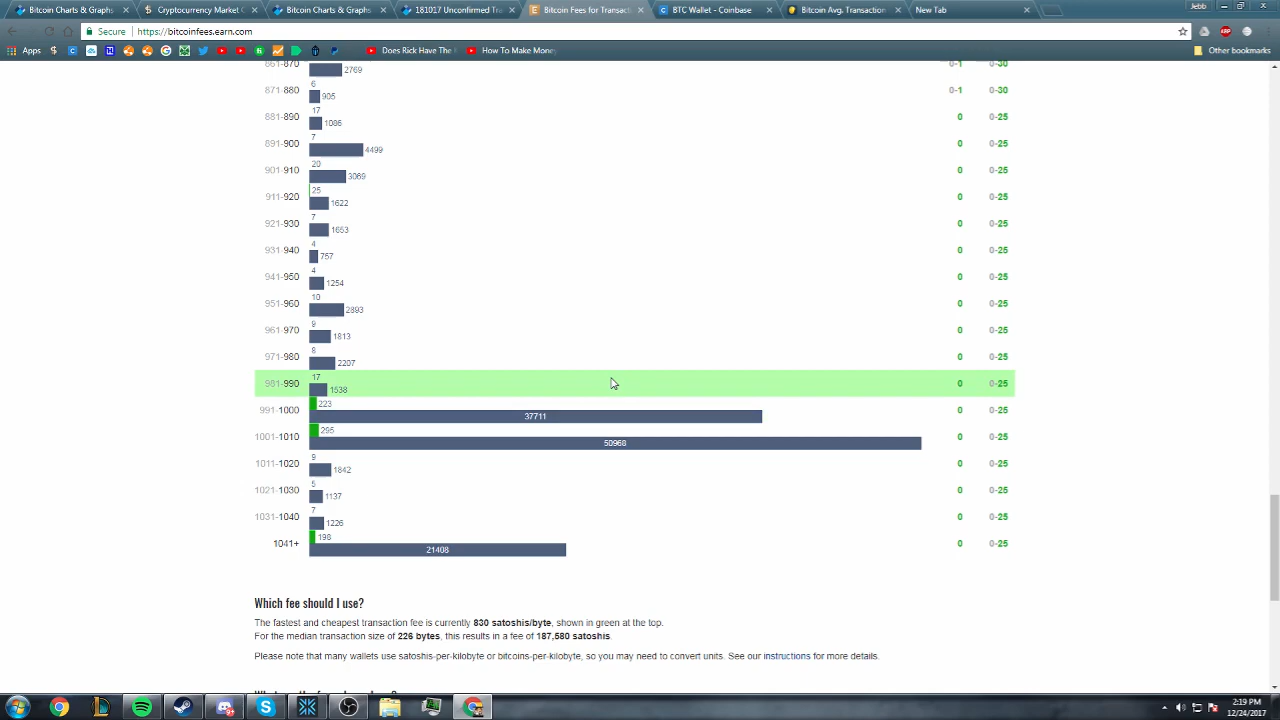 Bitcoin Charts & Graphs
Cryptocurrency Market C
Bitcoin Charts & Graphs
181017 Unconfirmed Tra
Bitcoin Fees for Transact
BTC Wallet - Coinbase
Bitcoin Avg. Transaction
New Tab
Jebb
Secure
https://bitcoinfees.earn.com
Apps
Does Rick Have The
How To Make Money
Other bookmarks
861-870 2769 0-1 0-30
6
871-880 905 0-1 0-30
17
881-890 1086 0 0-25
7
891-900 4499 0 0-25
20
901-910 3069 0 0-25
25
911-920 1622 0 0-25
7
921-930 1653 0 0-25
4
931-940 757 0 0-25
4
941-950 1254 0 0-25
10
951-960 2893 0 0-25
9
961-970 1813 0 0-25
8
971-980 2207 0 0-25
17
981-990 1538 0 0-25
223
991-1000 37711 0 0-25
295
1001-1010 50968 0 0-25
9
1011-1020 1842 0 0-25
5
1021-1030 1137 0 0-25
7
1031-1040 1226 0 0-25
198
1041+ 21408 0 0-25
Which fee should I use?
The fastest and cheapest transaction fee is currently 830 satoshis/byte, shown in green at the top.
For the median transaction size of 226 bytes, this results in a fee of 187,580 satoshis.
Please note that many wallets use satoshis-per-kilobyte or bitcoins-per-kilobyte, so you may need to convert units. See our instructions for more details.
2:19 PM
12/24/2017